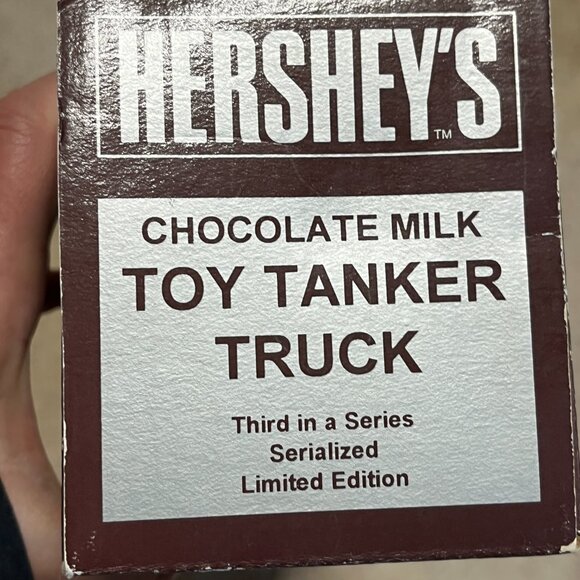 HERSHEY'S™
CHOCOLATE MILK
TOY TANKER
TRUCK
Third in a Series
Serialized
Limited Edition